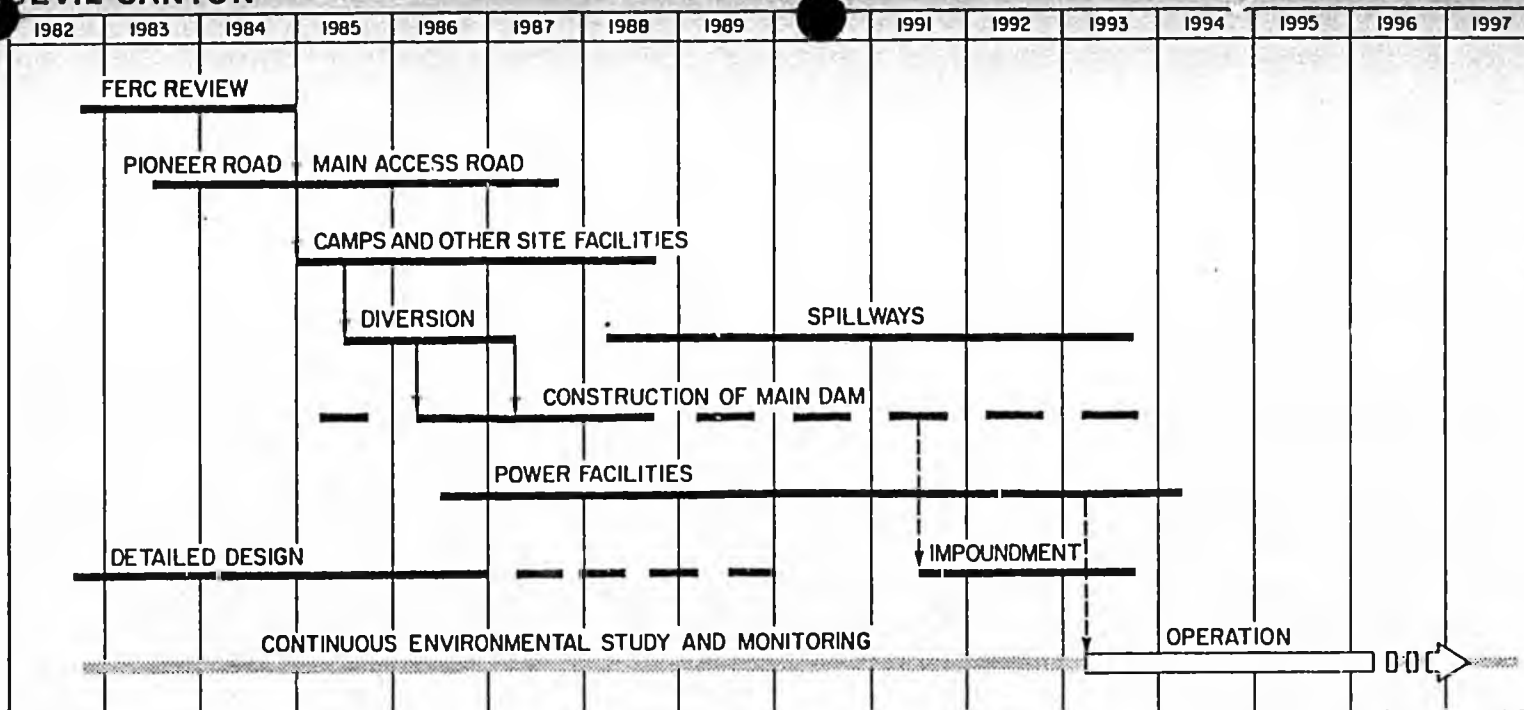 DEVIL CANYON
1982 1983 1984 1985 1986 1987 1988 1989 1991 1992 1993 1994 1995 1996 1997
FERC REVIEW
PIONEER ROAD MAIN ACCESS ROAD
CAMPS AND OTHER SITE FACILITIES
DIVERSION SPILLWAYS
CONSTRUCTION OF MAIN DAM
POWER FACILITIES
DETAILED DESIGN IMPOUNDMENT
CONTINUOUS ENVIRONMENTAL STUDY AND MONITORING OPERATION